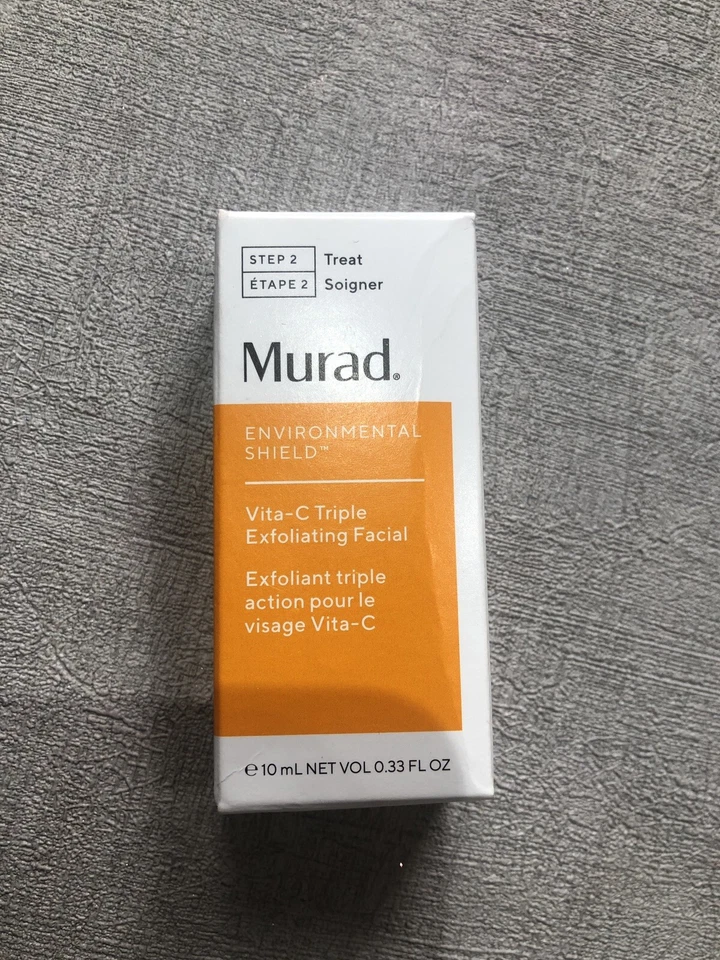 STEP 2 Treat
ÉTAPE 2 Soigner
Murad®
ENVIRONMENTAL
SHIELD™
Vita-C Triple
Exfoliating Facial
Exfoliant triple
action pour le
visage Vita-C
℮ 10 mL NET VOL 0.33 FL OZ